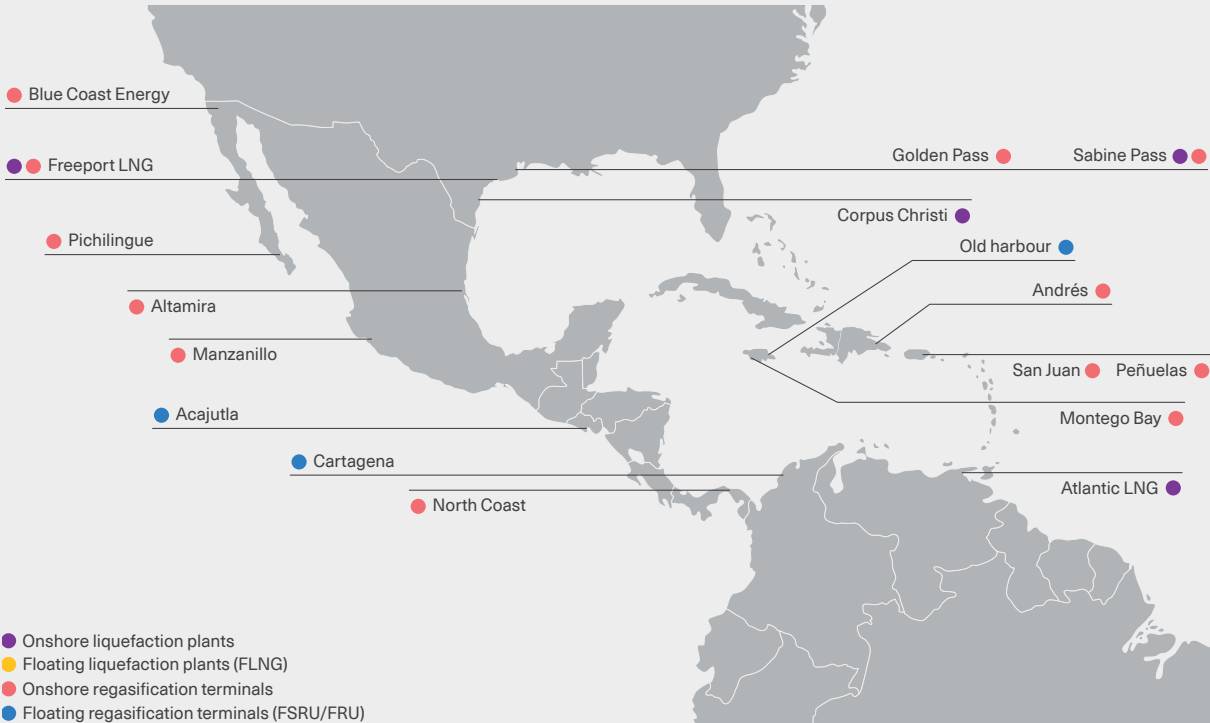 Blue Coast Energy
Freeport LNG
Golden Pass
Sabine Pass
Corpus Christi
Pichilingue
Old harbour
Andrés
Altamira
Manzanillo
San Juan
Peñuelas
Acajutla
Montego Bay
Cartagena
Atlantic LNG
North Coast
Onshore liquefaction plants
Floating liquefaction plants (FLNG)
Onshore regasification terminals
Floating regasification terminals (FSRU/FRU)